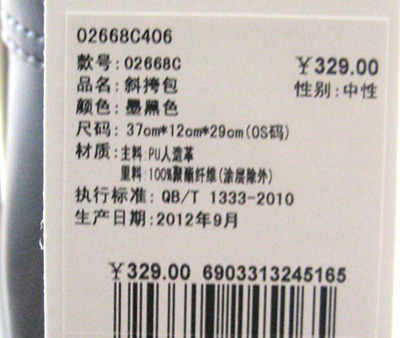 02668C406
款号:02668C ￥329.00
品名:斜挎包 性别:中性
颜色:墨黑色
尺码:37cm*12cm*29cm(OS码)
材质:主料:PU人造革
里料:100%聚酯纤维(涂层除外)
执行标准:QB/T 1333-2010
生产日期:2012年9月
￥329.00 6903313245165